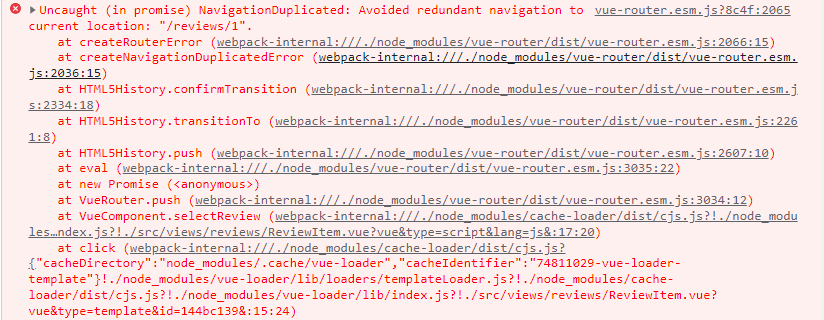 Uncaught (in promise) NavigationDuplicated: Avoided redundant navigation to vue-router.esm.js?8c4f:2065
current location: "/reviews/1".
at createRouterError (webpack-internal:///./node_modules/vue-router/dist/vue-router.esm.js:2066:15)
at createNavigationDuplicatedError (webpack-internal:///./node_modules/vue-router/dist/vue-router.esm.
js:2036:15)
at HTML5History.confirmTransition (webpack-internal:///./node_modules/vue-router/dist/vue-router.esm.j
s:2334:18)
at HTML5History.transitionTo (webpack-internal:///./node_modules/vue-router/dist/vue-router.esm.js:226
1:8)
at HTML5History.push (webpack-internal:///./node_modules/vue-router/dist/vue-router.esm.js:2607:10)
at eval (webpack-internal:///./node_modules/vue-router/dist/vue-router.esm.js:3035:22)
at new Promise (<anonymous>)
at VueRouter.push (webpack-internal:///./node_modules/vue-router/dist/vue-router.esm.js:3034:12)
at VueComponent.selectReview (webpack-internal:///./node_modules/cache-loader/dist/cjs.js?!./node_modu
les…ndex.js?!./src/views/reviews/ReviewItem.vue?vue&type=script&lang=js&:17:20)
at click (webpack-internal:///./node_modules/cache-loader/dist/cjs.js?
{"cacheDirectory":"node_modules/.cache/vue-loader","cacheIdentifier":"74811029-vue-loader-
template"}!./node_modules/vue-loader/lib/loaders/templateLoader.js?!./node_modules/cache-
loader/dist/cjs.js?!./node_modules/vue-loader/lib/index.js?!./src/views/reviews/ReviewItem.vue?
vue&type=template&id=144bc139&:15:24)